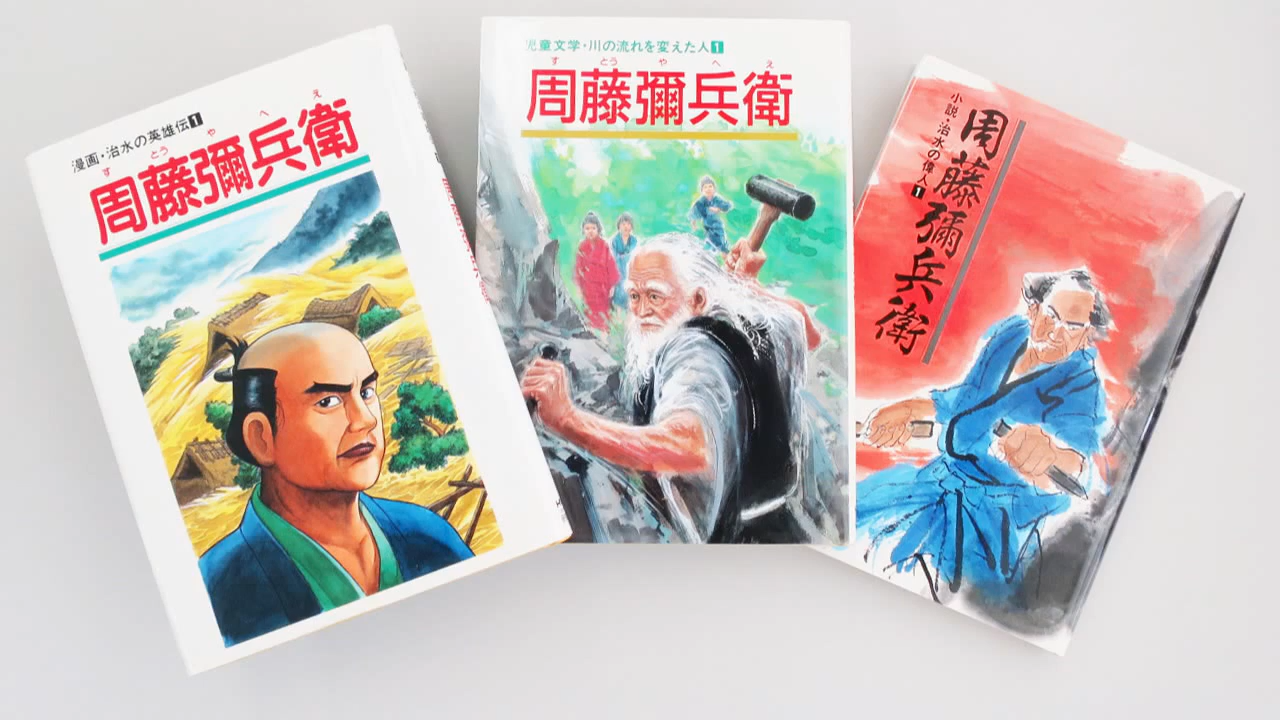 漫画・治水の英雄伝1
す とう や へ え
周藤彌兵衛
児童文学・川の流れを変えた人1
す とう や へ え
周藤彌兵衛
小説・治水の偉人1
周藤彌兵衛